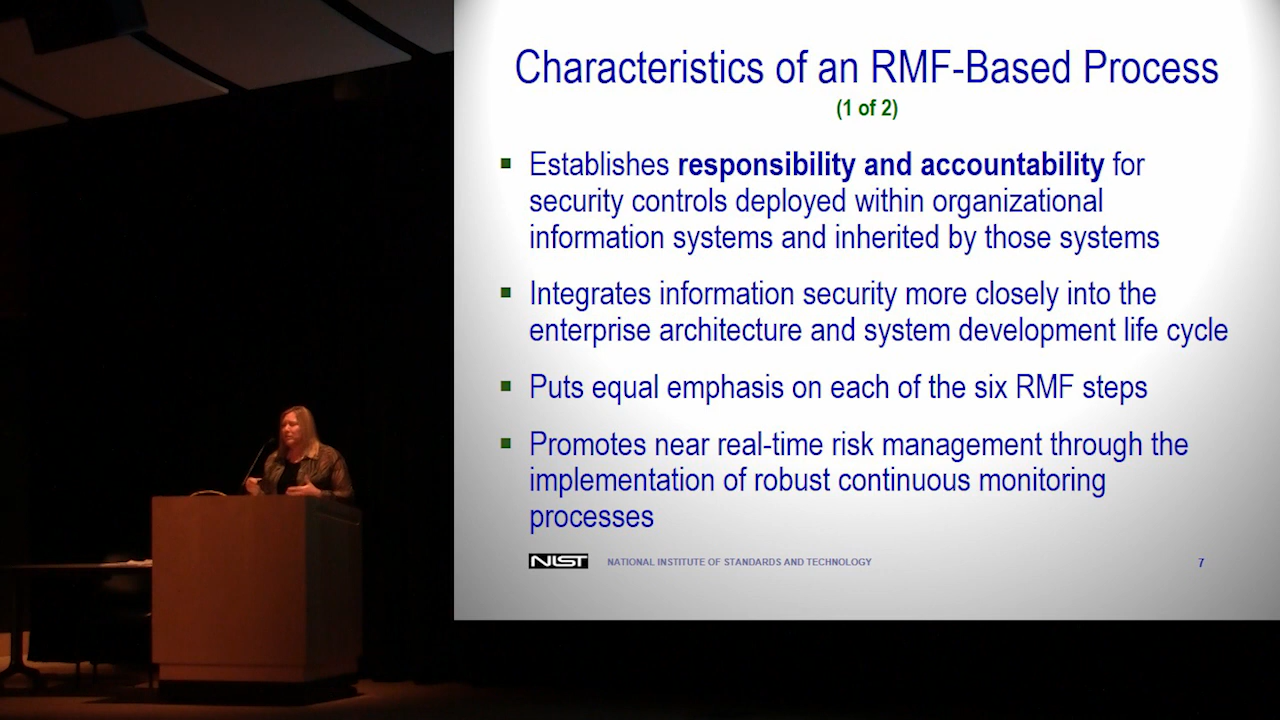 Characteristics of an RMF-Based Process
(1 of 2)
Establishes responsibility and accountability for
security controls deployed within organizational
information systems and inherited by those systems
Integrates information security more closely into the
enterprise architecture and system development life cycle
Puts equal emphasis on each of the six RMF steps
Promotes near real-time risk management through the
implementation of robust continuous monitoring
processes
NIST NATIONAL INSTITUTE OF STANDARDS AND TECHNOLOGY 7